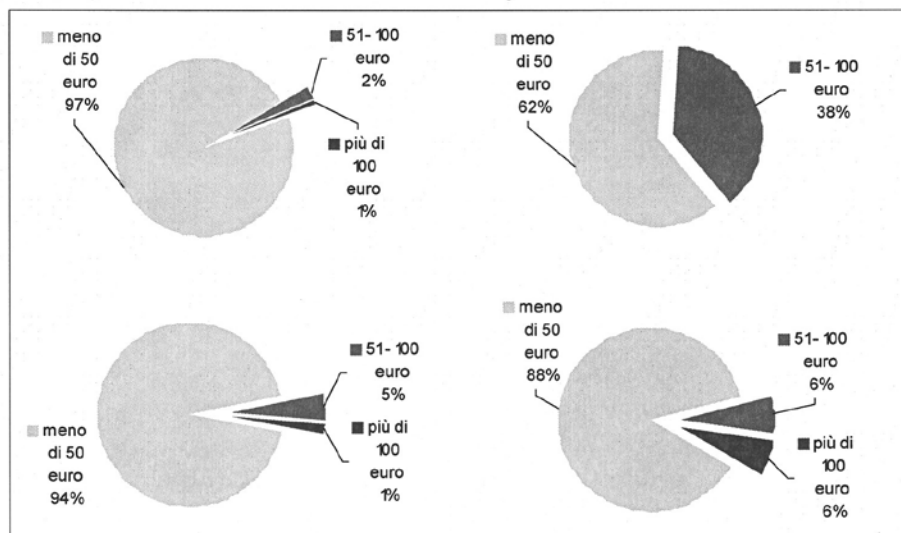 meno
di 50
euro
97%
51- 100
euro
2%
più di
100
euro
1%
meno
di 50
euro
62%
51- 100
euro
38%
meno
di 50
euro
94%
51- 100
euro
5%
più di
100
euro
1%
meno
di 50
euro
88%
51- 100
euro
6%
più di
100
euro
6%